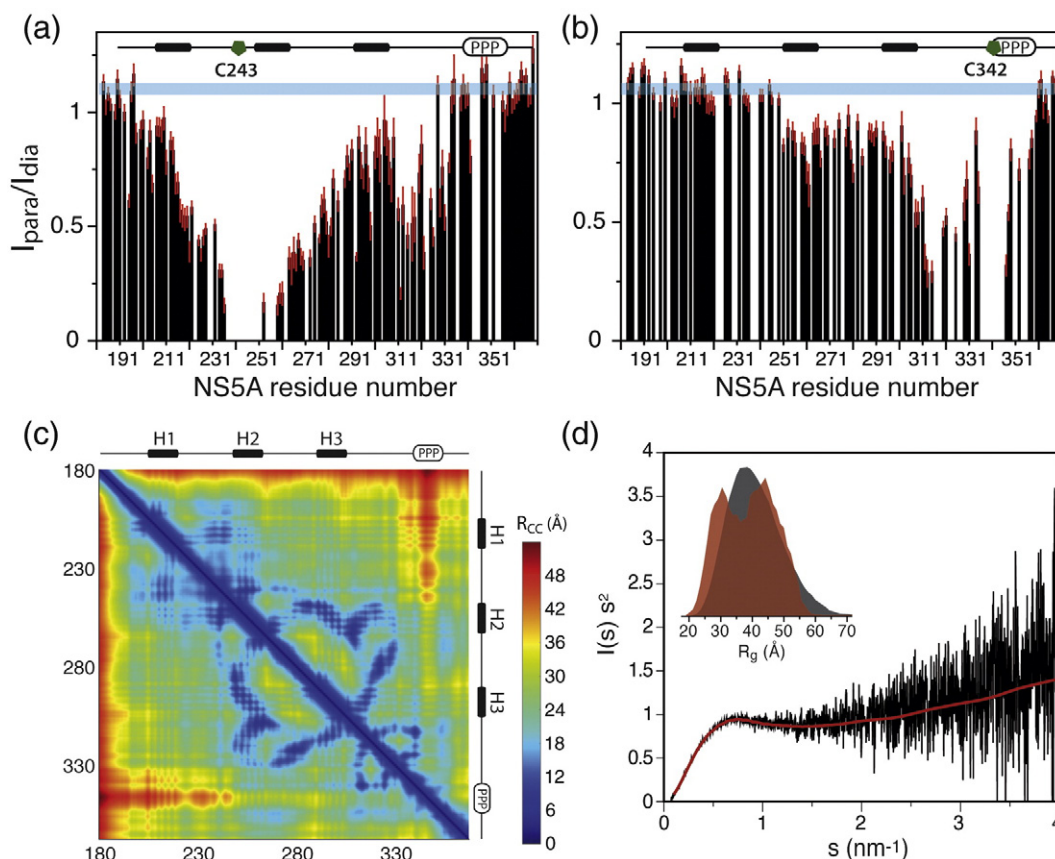 (a)
PPP
C243
I para/I dia
1
0.5
0
191 211 231 251 271 291 311 331 351
NS5A residue number
(b)
PPP
C342
1
0.5
0
191 211 231 251 271 291 311 331 351
NS5A residue number
(c)
H1 H2 H3 PPP
180
230
280
330
180 230 280 330
H1
H2
H3
PPP
RCC (Å)
48
42
36
30
24
18
12
6
0
(d)
4
3.5
3
2.5
2
1.5
1
0.5
0
I(s) s²
20 30 40 50 60 70
Rg (Å)
0 1 2 3 4
s (nm-1)